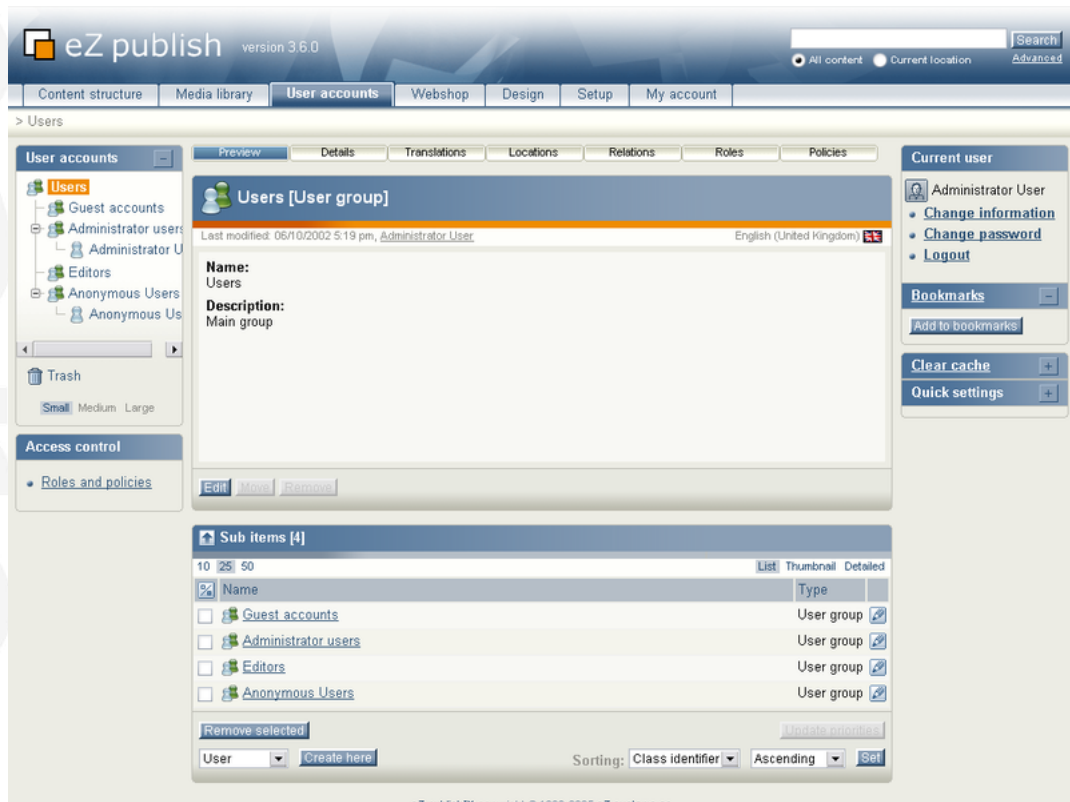 eZ publish version 3.6.0
Search
All content Current location Advanced
Content structure Media library User accounts Webshop Design Setup My account
> Users
User accounts
Users
Guest accounts
Administrator users
Administrator U
Editors
Anonymous Users
Anonymous Us
Trash
Small Medium Large
Access control
Roles and policies
Preview Details Translations Locations Relations Roles Policies
Users [User group]
Last modified: 06/10/2002 5:19 pm, Administrator User English (United Kingdom)
Name:
Users
Description:
Main group
Edit Move Remove
Sub items [4]
10 25 50 List Thumbnail Detailed
Name Type
Guest accounts User group
Administrator users User group
Editors User group
Anonymous Users User group
Remove selected Update priorities
User Create here Sorting: Class identifier Ascending Set
Current user
Administrator User
Change information
Change password
Logout
Bookmarks
Add to bookmarks
Clear cache
Quick settings